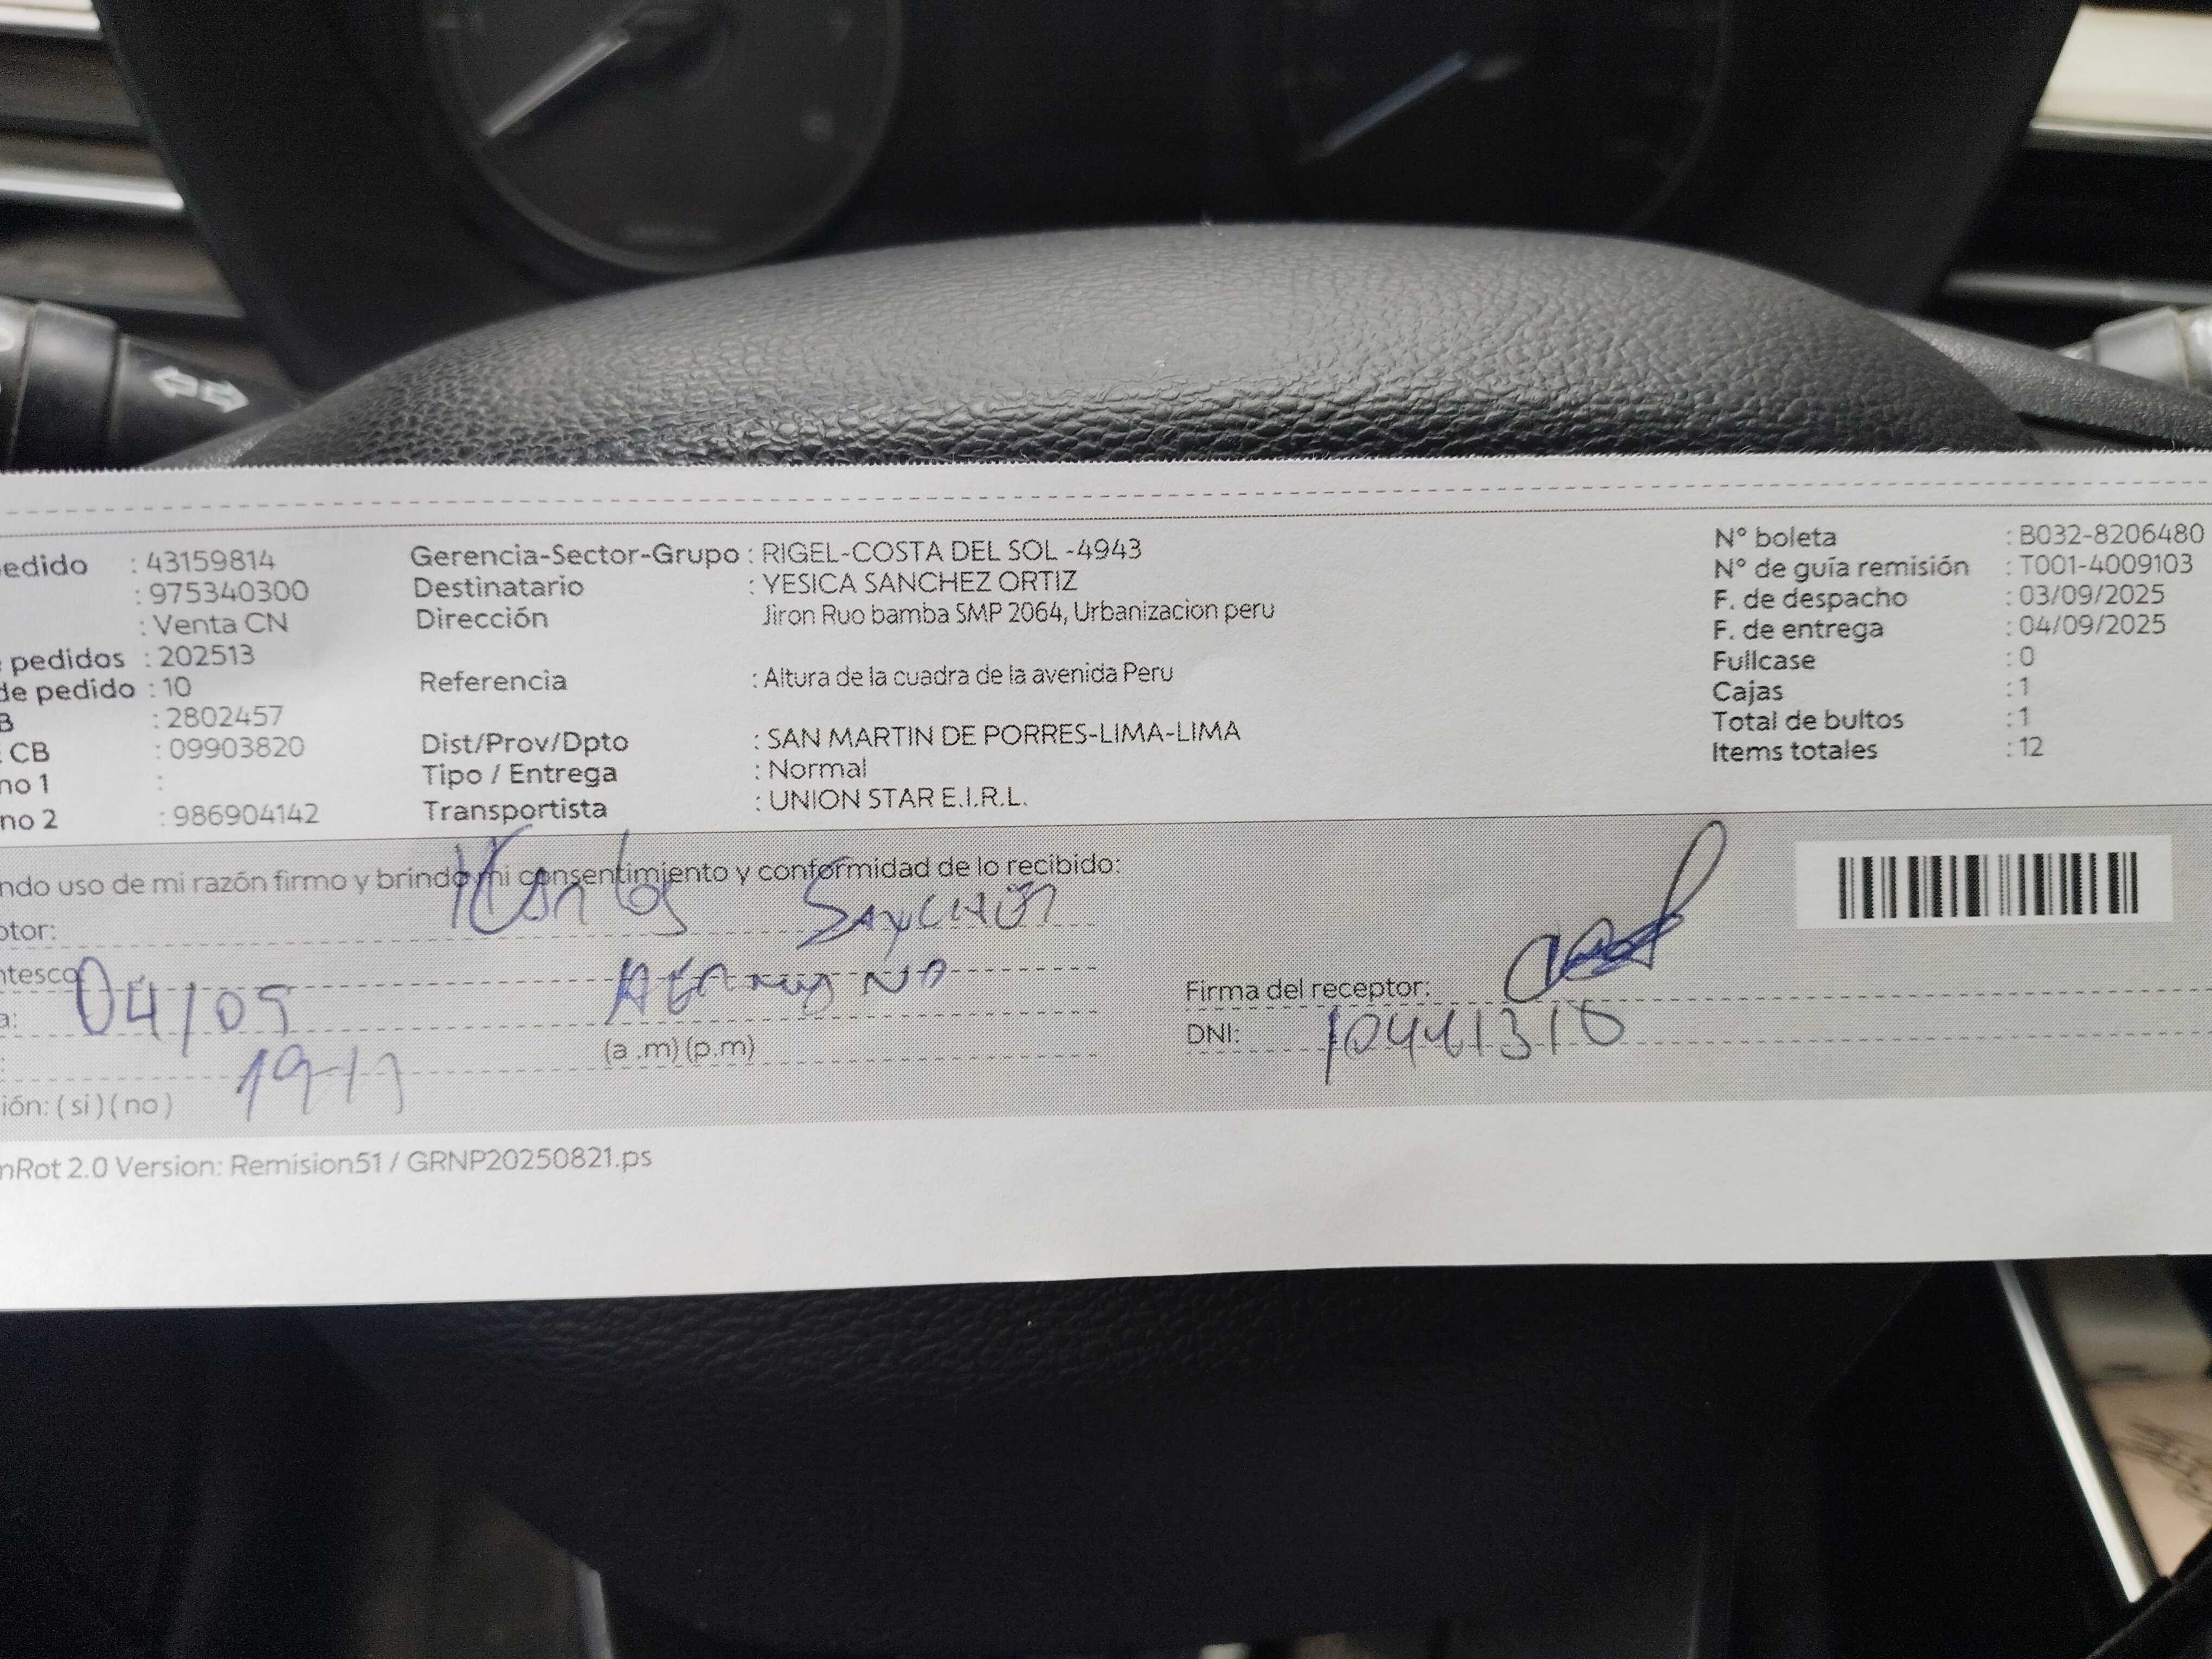 edido : 43159814
: 975340300
: Venta CN
pedidos : 202513
de pedido : 10
B : 2802457
CB : 09903820
no 1 :
no 2 : 986904142
Gerencia-Sector-Grupo : RIGEL-COSTA DEL SOL -4943
Destinatario : YESICA SANCHEZ ORTIZ
Dirección Jiron Ruo bamba SMP 2064, Urbanizacion peru
Referencia : Altura de la cuadra de la avenida Peru
Dist/Prov/Dpto : SAN MARTIN DE PORRES-LIMA-LIMA
Tipo / Entrega : Normal
Transportista : UNION STAR E.I.R.L.
N° boleta : B032-8206480
N° de guía remisión : T001-4009103
F. de despacho : 03/09/2025
F. de entrega : 04/09/2025
Fullcase : 0
Cajas : 1
Total de bultos : 1
Items totales : 12
ndo uso de mi razón firmo y brindo mi consentimiento y conformidad de lo recibido:
otor:
ntesco
a: 04/09
(a .m) (p.m)
ión: ( si ) ( no )
Firma del receptor:
DNI:
nRot 2.0 Version: Remision51 / GRNP20250821.ps